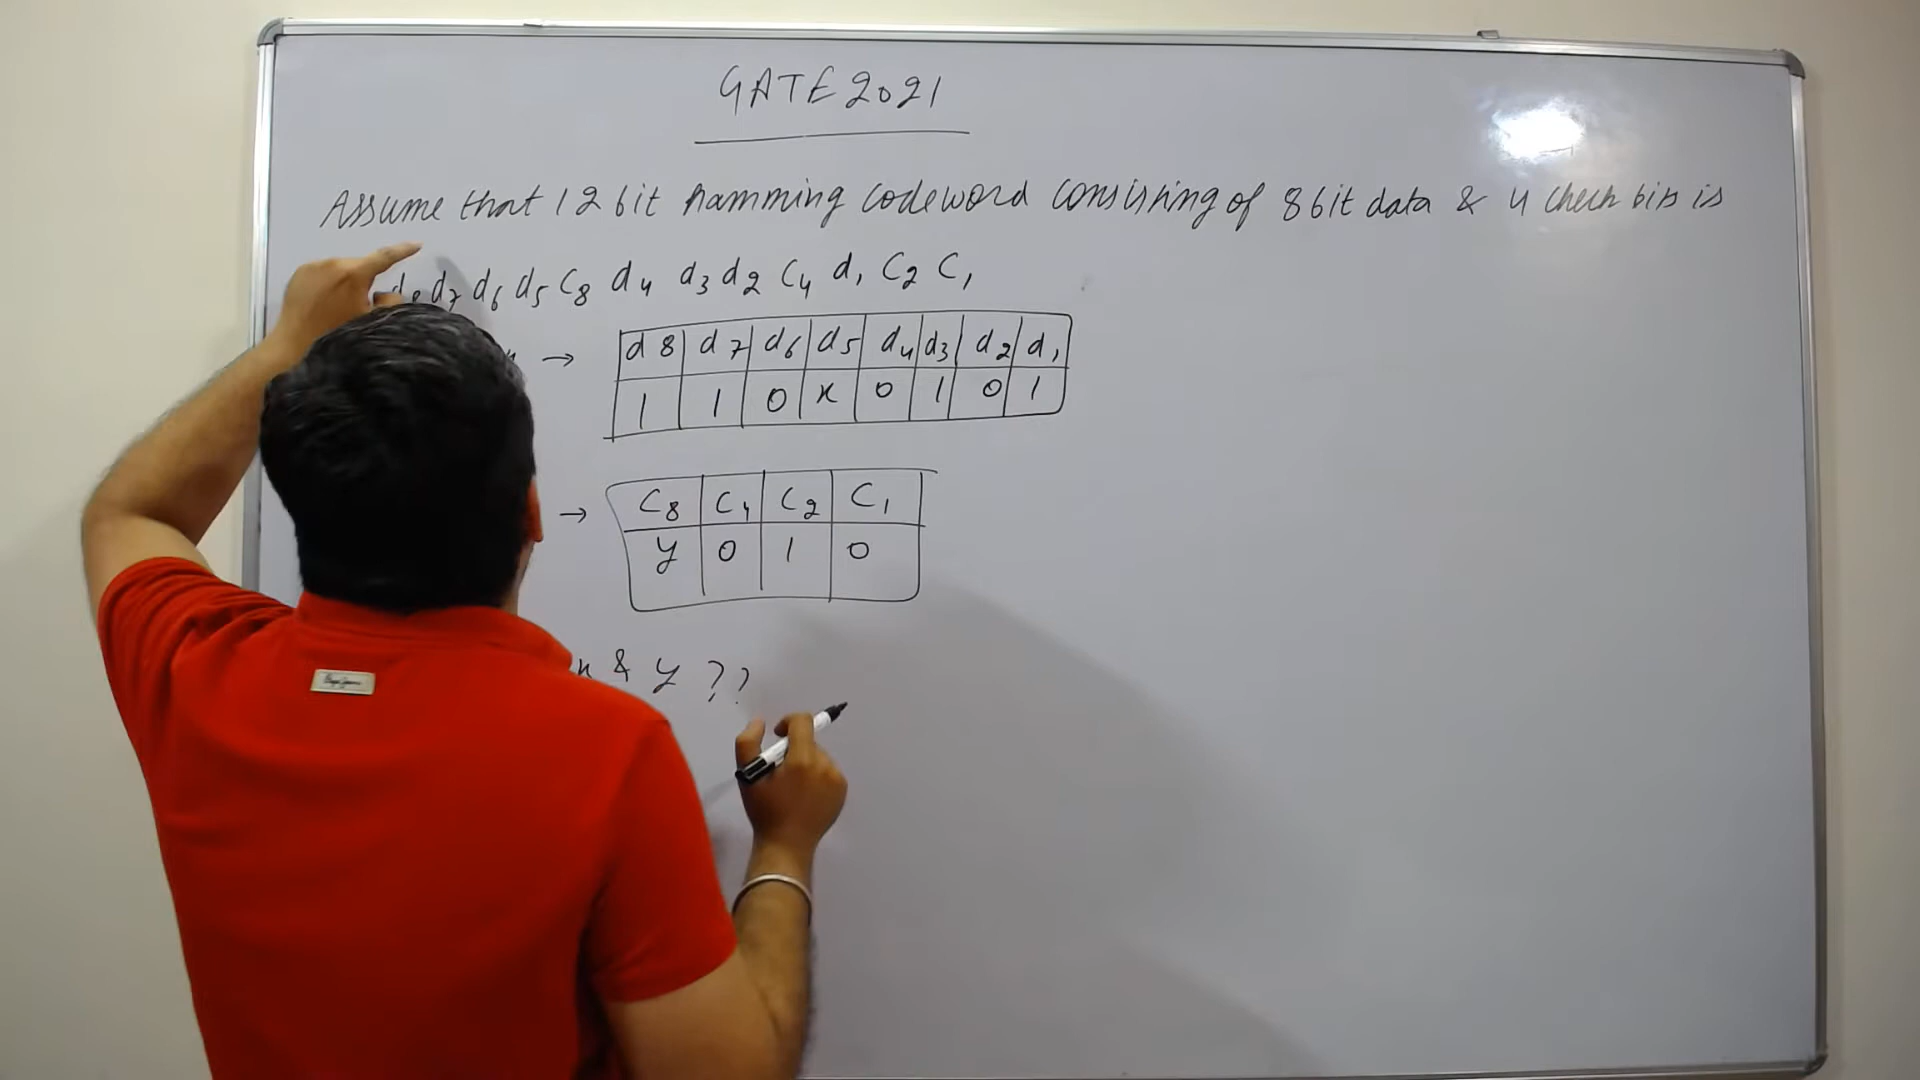 GATE 2021
Assume that 12 bit hamming codeword consisting of 8 bit data & 4 check bits is
d8 d7 d6 d5 C8 d4 d3 d2 C4 d1 C2 C1
→
d8 d7 d6 d5 d4 d3 d2 d1
1 1 0 x 0 1 0 1
→
C8 C4 C2 C1
y 0 1 0
x & y ??